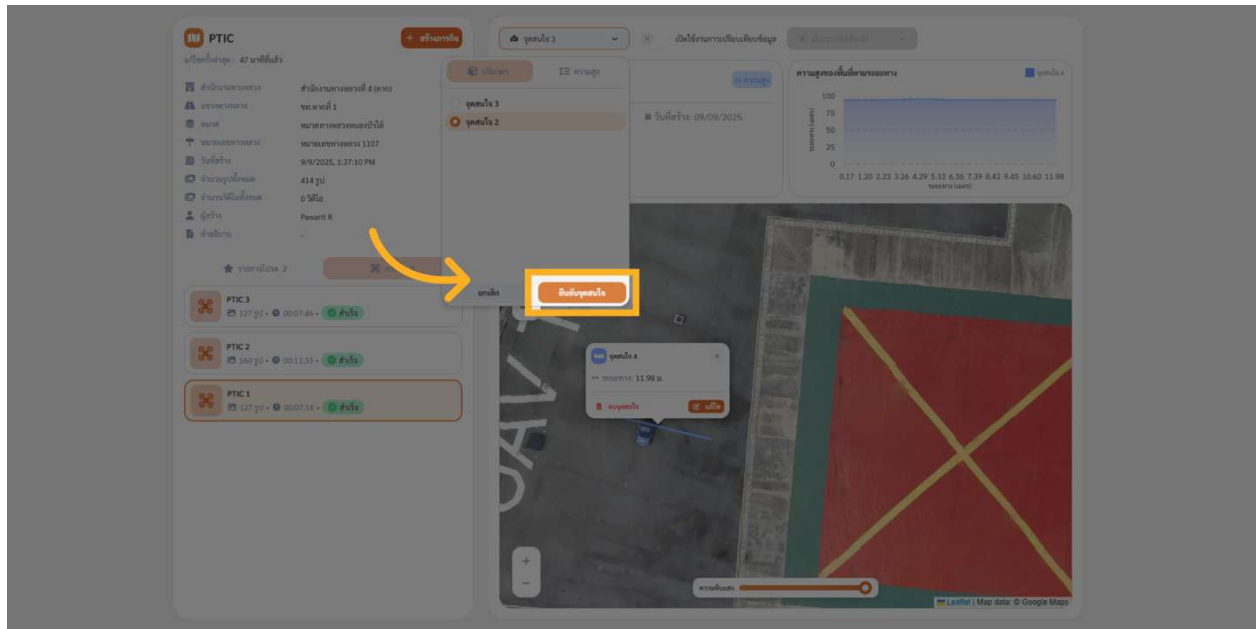 PTIC
+ สร้างภารกิจ
แก้ไขครั้งล่าสุด : 47 นาทีที่แล้ว
สำนักงานทางหลวง สำนักงานทางหลวงที่ 4 (ตาก)
แขวงทางหลวง ขท.ตากที่ 1
หมวด หมวดทางหลวงหนองบัวใต้
หมายเลขทางหลวง หมายเลขทางหลวง 1107
วันที่สร้าง 9/9/2025, 1:37:10 PM
จำนวนรูปทั้งหมด 414 รูป
จำนวนวิดีโอทั้งหมด 0 วิดีโอ
ผู้สร้าง Pawarit R
คำอธิบาย -
รายการโปรด 2
PTIC 3
127 รูป • 00:07:46 • สำเร็จ
PTIC 2
160 รูป • 00:11:33 • สำเร็จ
PTIC 1
127 รูป • 00:07:16 • สำเร็จ
จุดสนใจ 3
เปิดใช้งานการเปรียบเทียบข้อมูล
ปริมาตร
ความสูง
จุดสนใจ 3
จุดสนใจ 2
ยกเลิก
ยืนยันจุดสนใจ
ความสูง
วันที่สร้าง: 09/09/2025
ความสูงของพื้นที่ตามระยะทาง
จุดสนใจ 4
ระยะทาง (เมตร)
100
75
50
25
0
0.17 1.20 2.23 3.26 4.29 5.33 6.36 7.39 8.42 9.45 10.60 11.98
ระยะทาง (เมตร)
จุดสนใจ 4
ระยะทาง: 11.98 ม.
ลบจุดสนใจ
แก้ไข
+
−
ความทึบแสง
Leaflet | Map data: © Google Maps